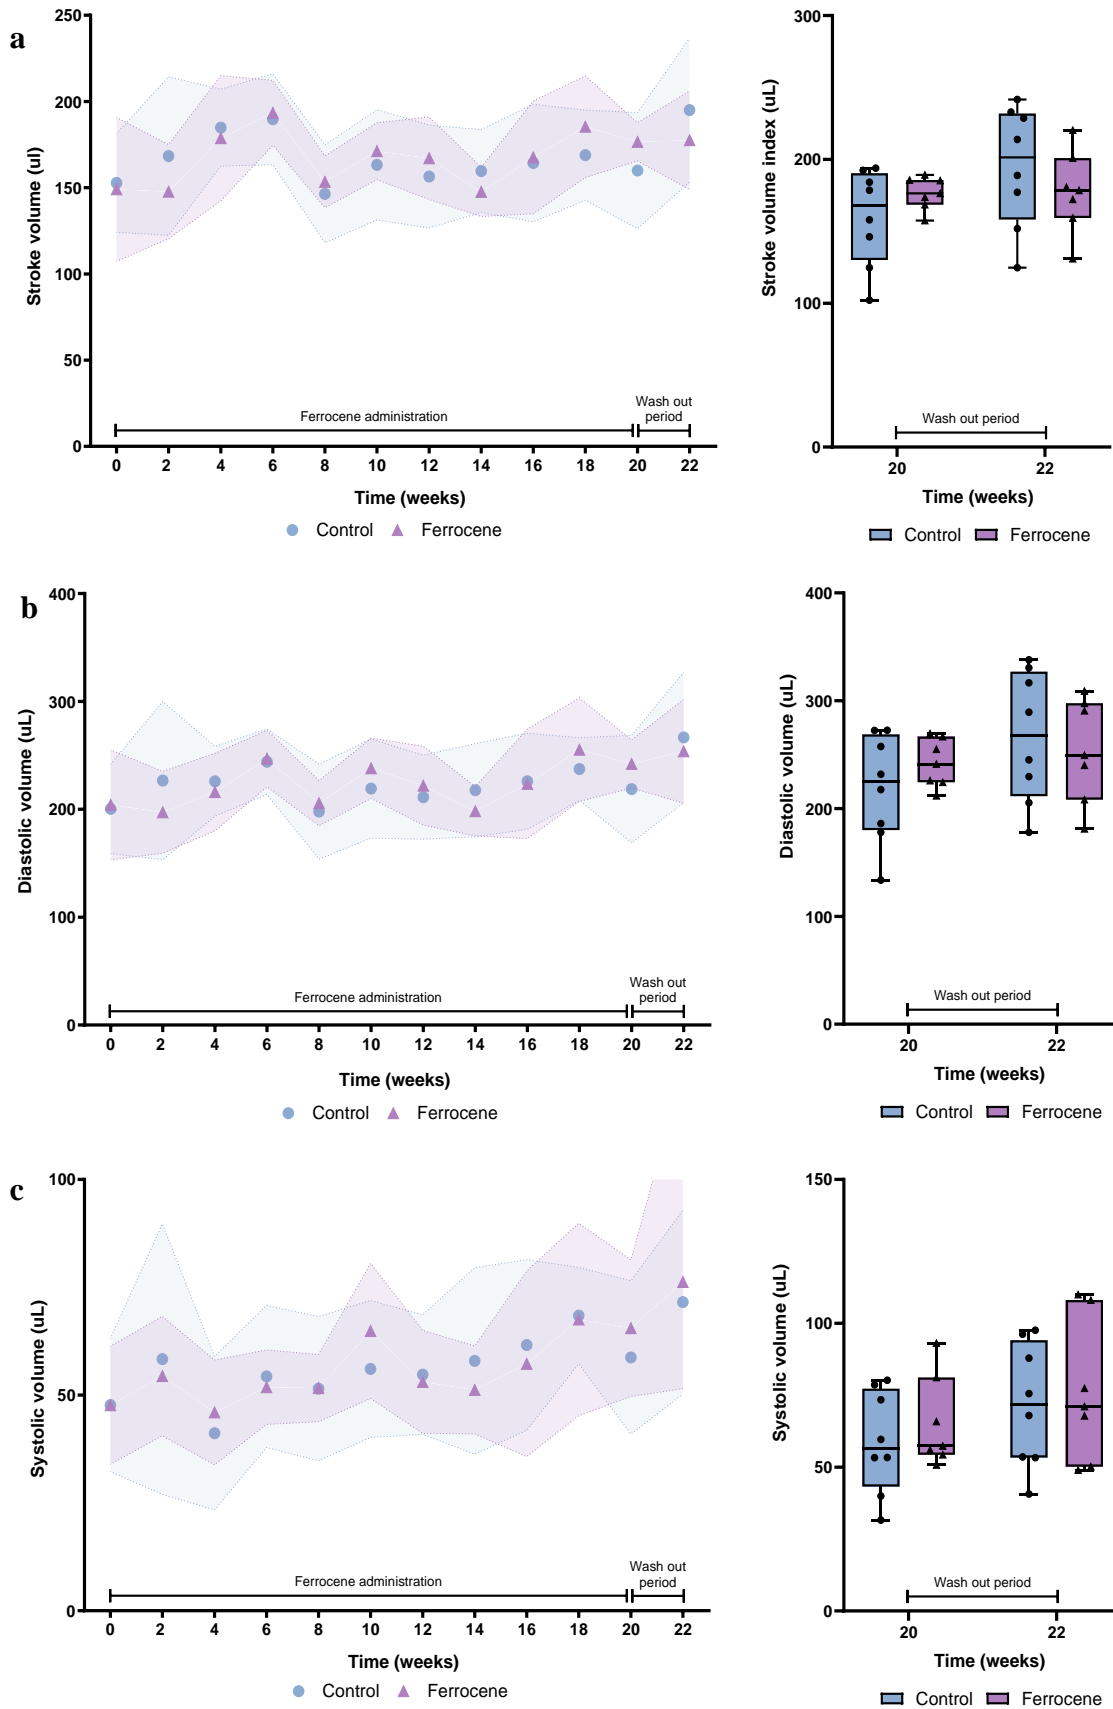 a
Stroke volume (ul)
250
200
150
100
50
0
Ferrocene administration
Wash out
period
0 2 4 6 8 10 12 14 16 18 20 22
Time (weeks)
Control Ferrocene
Stroke volume index (uL)
300
200
100
0
Wash out period
20 22
Time (weeks)
Control Ferrocene
b
Diastolic volume (uL)
400
300
200
100
0
Ferrocene administration
Wash out
period
0 2 4 6 8 10 12 14 16 18 20 22
Time (weeks)
Control Ferrocene
Diastolic volume (uL)
400
300
200
100
0
Wash out period
20 22
Time (weeks)
Control Ferrocene
c
Systolic volume (uL)
100
50
0
Ferrocene administration
Wash out
period
0 2 4 6 8 10 12 14 16 18 20 22
Time (weeks)
Control Ferrocene
Systolic volume (uL)
150
100
50
0
Wash out period
20 22
Time (weeks)
Control Ferrocene